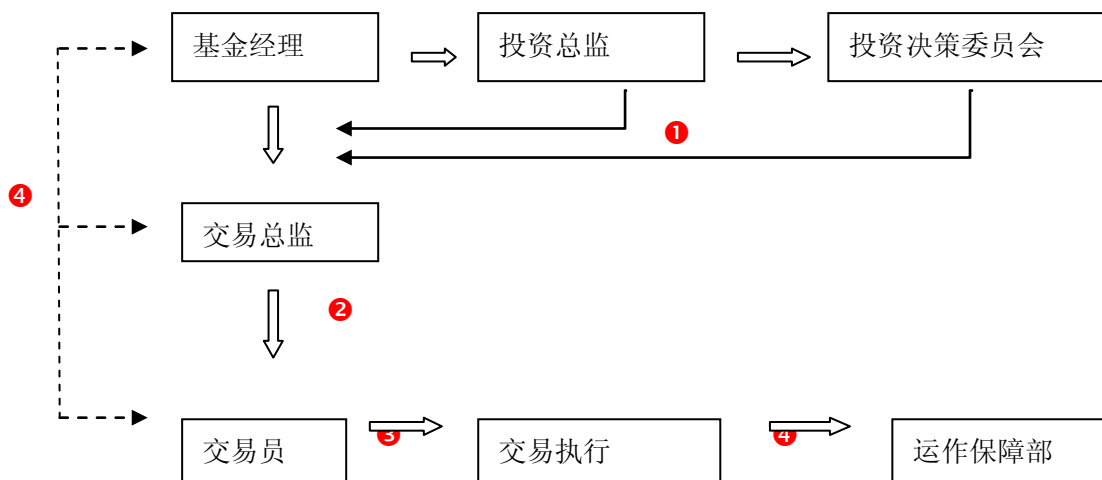 基金经理
投资总监
投资决策委员会
❶
❹
交易总监
❷
交易员
❸
交易执行
❹
运作保障部